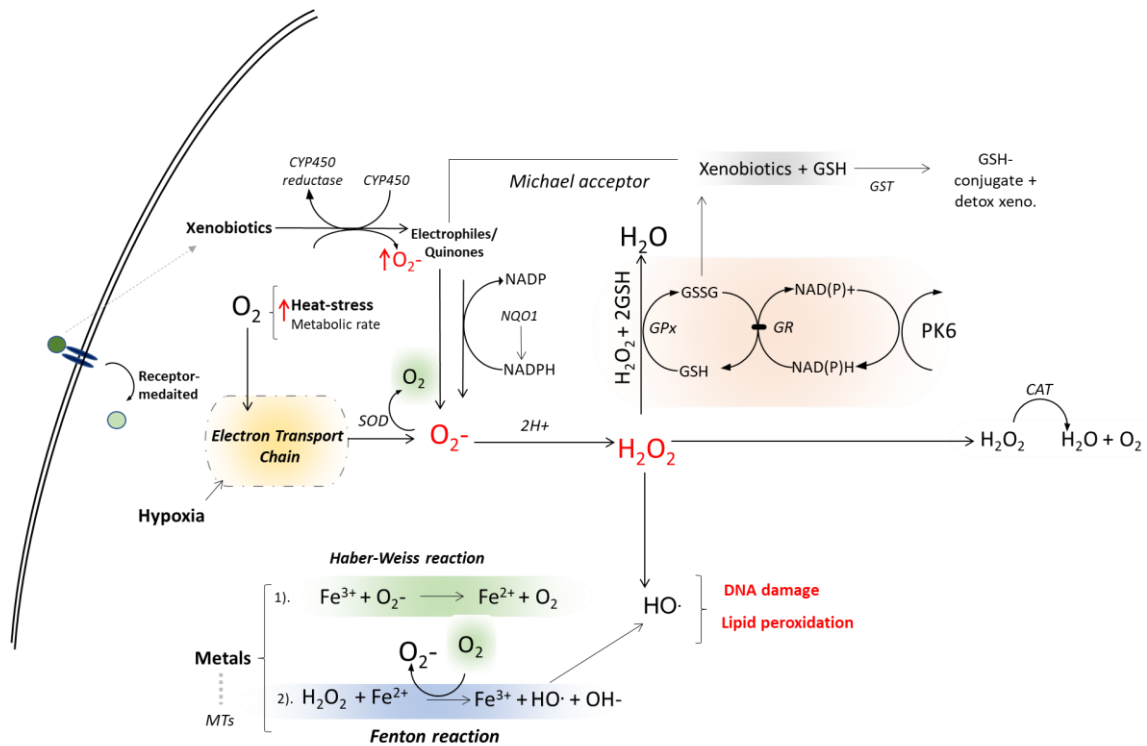 CYP450
reductase
CYP450
Xenobiotics
↑O₂-
Electrophiles/
Quinones
Michael acceptor
Xenobiotics + GSH
GST
GSH-
conjugate +
detox xeno.
O₂
↑
Heat-stress
Metabolic rate
NADP
NQO1
NADPH
H₂O
H₂O₂ + 2GSH
GPx
GSSG
GSH
GR
NAD(P)+
NAD(P)H
PK6
Receptor-
medaited
O₂
SOD
Electron Transport
Chain
O₂-
2H+
H₂O₂
CAT
H₂O₂
H₂O + O₂
Hypoxia
Haber-Weiss reaction
1). Fe³⁺ + O₂- → Fe²⁺ + O₂
HO·
DNA damage
Lipid peroxidation
Metals
MTs
O₂-
O₂
2). H₂O₂ + Fe²⁺ → Fe³⁺ + HO· + OH-
Fenton reaction